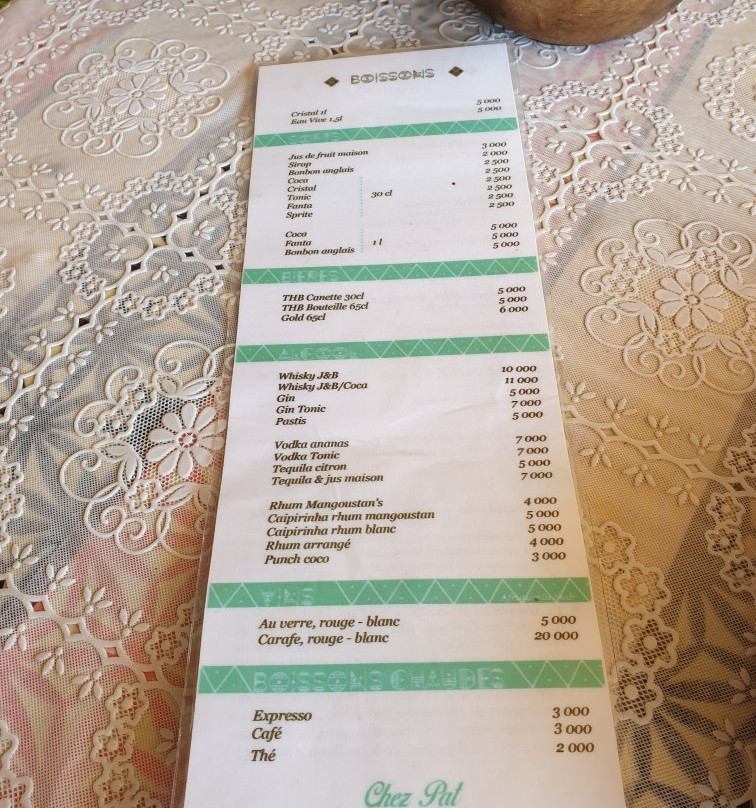 BOISSONS
Cristal 1l 5 000
Eau Vive 1,5l 5 000
Jus de fruit maison 3 000
Sirop 2 000
Bonbon anglais 2 500
Coca 2 500
Cristal 2 500
Tonic 30 cl 2 500
Fanta 2 500
Sprite 2 500
Coca 5 000
Fanta 1 l 5 000
Bonbon anglais 5 000
BIERES
THB Canette 30cl 5 000
THB Bouteille 65cl 5 000
Gold 65cl 6 000
ALCOOL
Whisky J&B 10 000
Whisky J&B/Coca 11 000
Gin 5 000
Gin Tonic 7 000
Pastis 5 000
Vodka ananas 7 000
Vodka Tonic 7 000
Tequila citron 5 000
Tequila & jus maison 7 000
Rhum Mangoustan's 4 000
Caipirinha rhum mangoustan 5 000
Caipirinha rhum blanc 5 000
Rhum arrangé 4 000
Punch coco 3 000
VINS
Au verre, rouge - blanc 5 000
Carafe, rouge - blanc 20 000
BOISSONS CHAUDES
Expresso 3 000
Café 3 000
Thé 2 000
Chez Pat